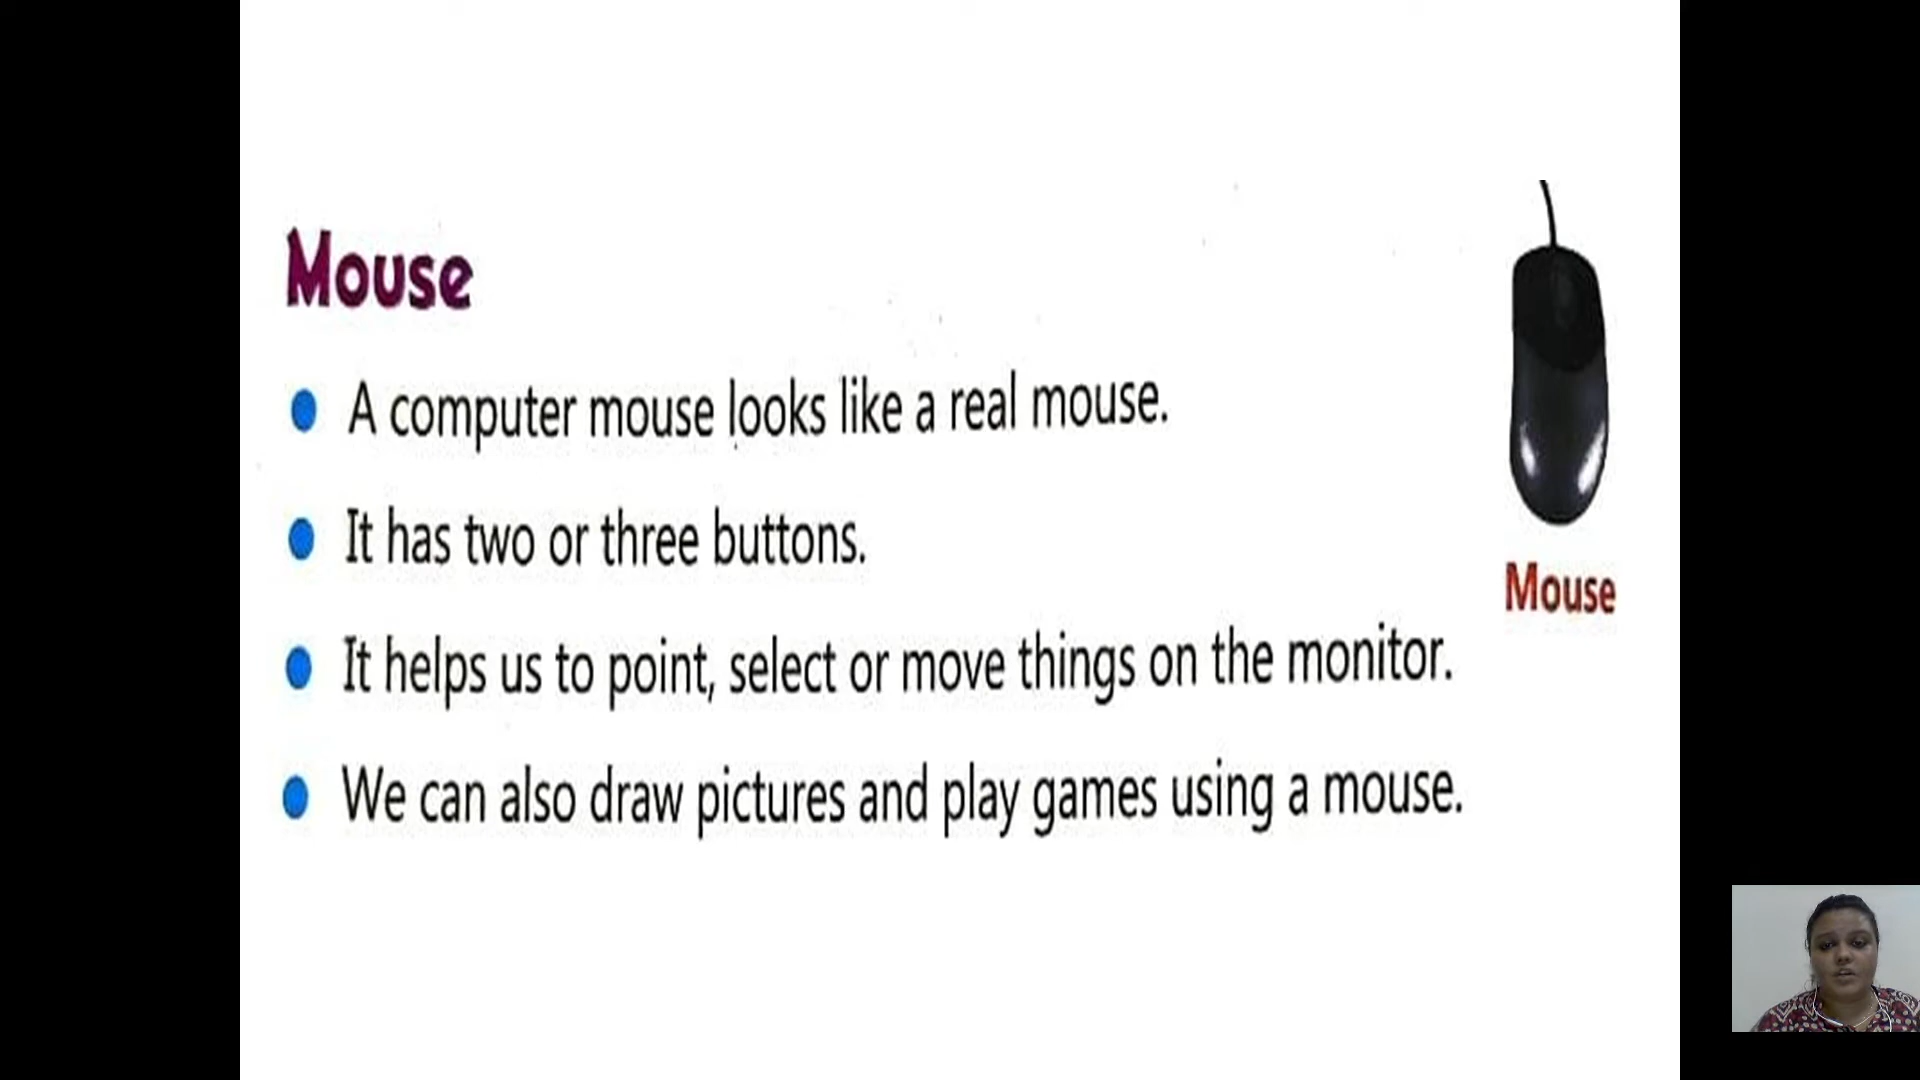 Mouse
A computer mouse looks like a real mouse.
It has two or three buttons.
Mouse
It helps us to point, select or move things on the monitor.
We can also draw pictures and play games using a mouse.